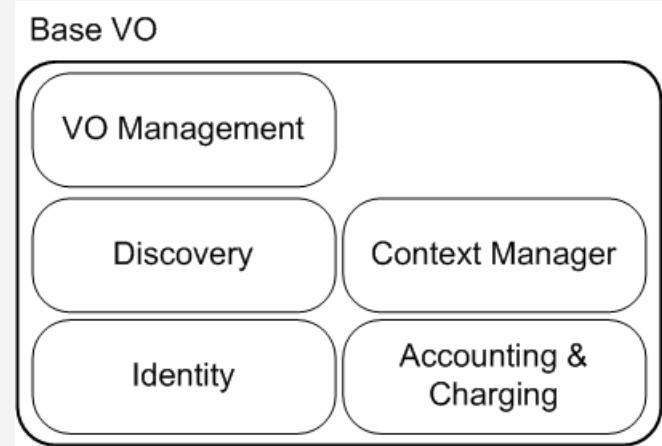 Base VO
VO Management
Discovery
Context Manager
Identity
Accounting &
Charging